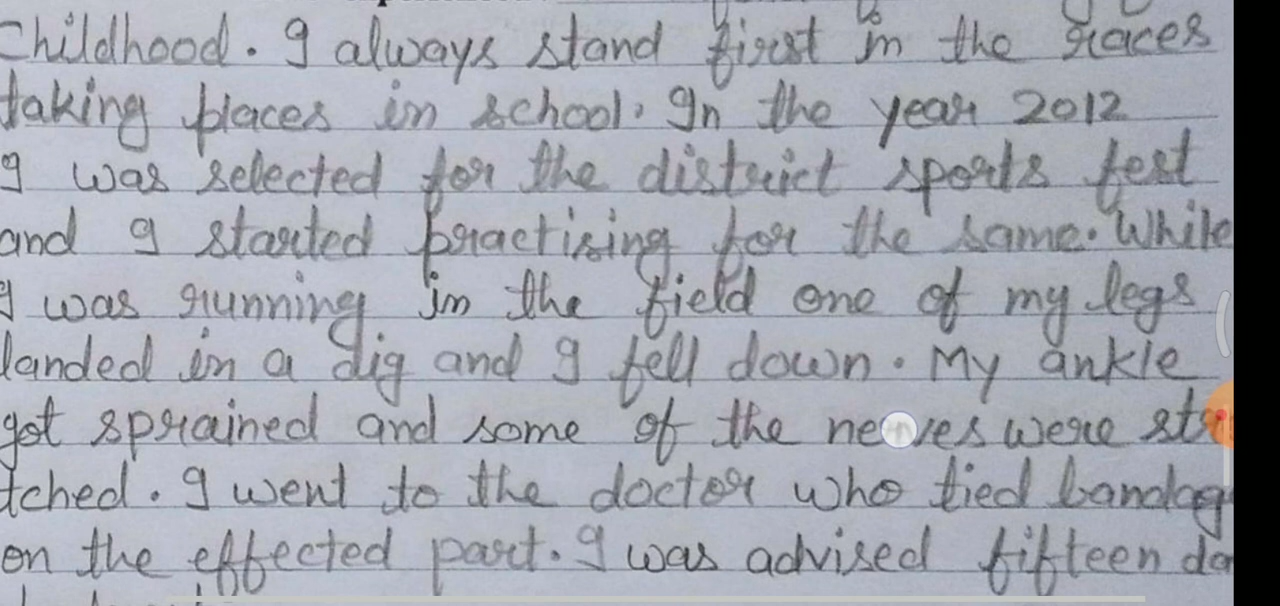 Childhood. I always stand first in the races
taking places in school. In the year 2012
I was selected for the district sports fest
and I started practising for the same. While
I was running in the field one of my legs
landed in a dig and I fell down. My ankle
got sprained and some of the nerves were
tched. I went to the doctor who tied bandag
on the effected part. I was advised fifteen